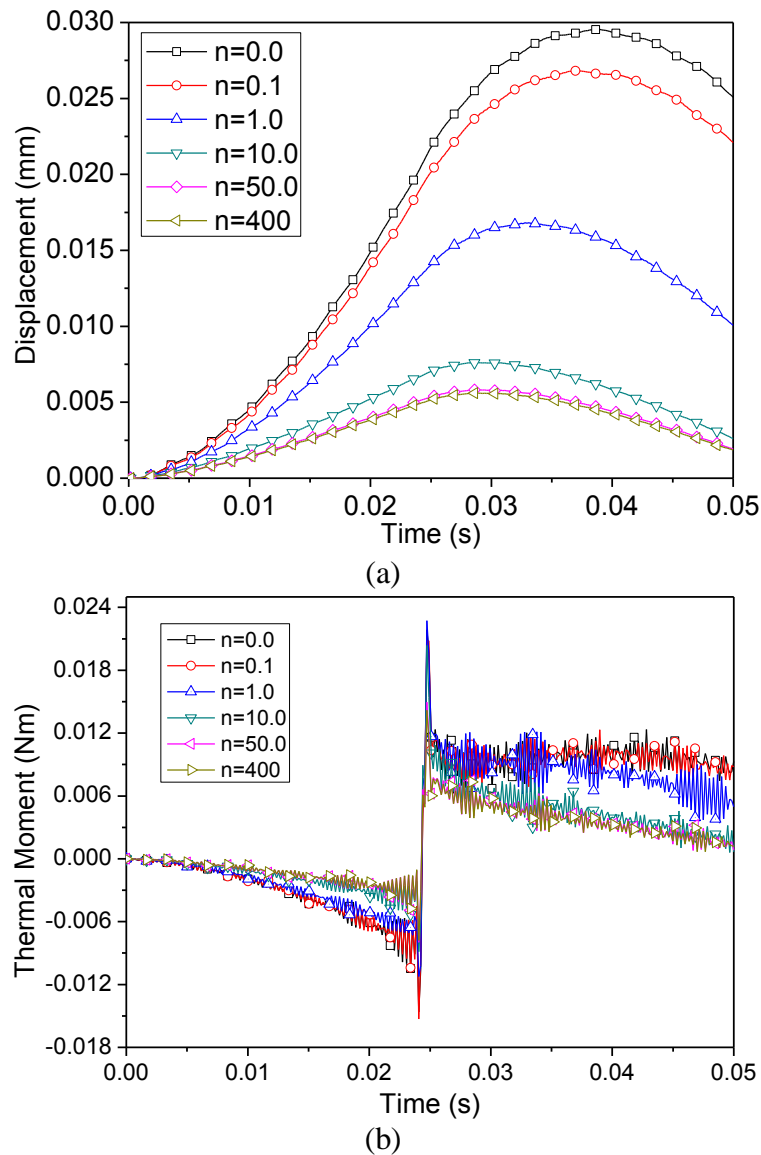 0.030
0.025
0.020
0.015
0.010
0.005
0.000
Displacement (mm)
n=0.0
n=0.1
n=1.0
n=10.0
n=50.0
n=400
0.00 0.01 0.02 0.03 0.04 0.05
Time (s)
(a)
0.024
0.018
0.012
0.006
0.000
-0.006
-0.012
-0.018
Thermal Moment (Nm)
n=0.0
n=0.1
n=1.0
n=10.0
n=50.0
n=400
0.00 0.01 0.02 0.03 0.04 0.05
Time (s)
(b)